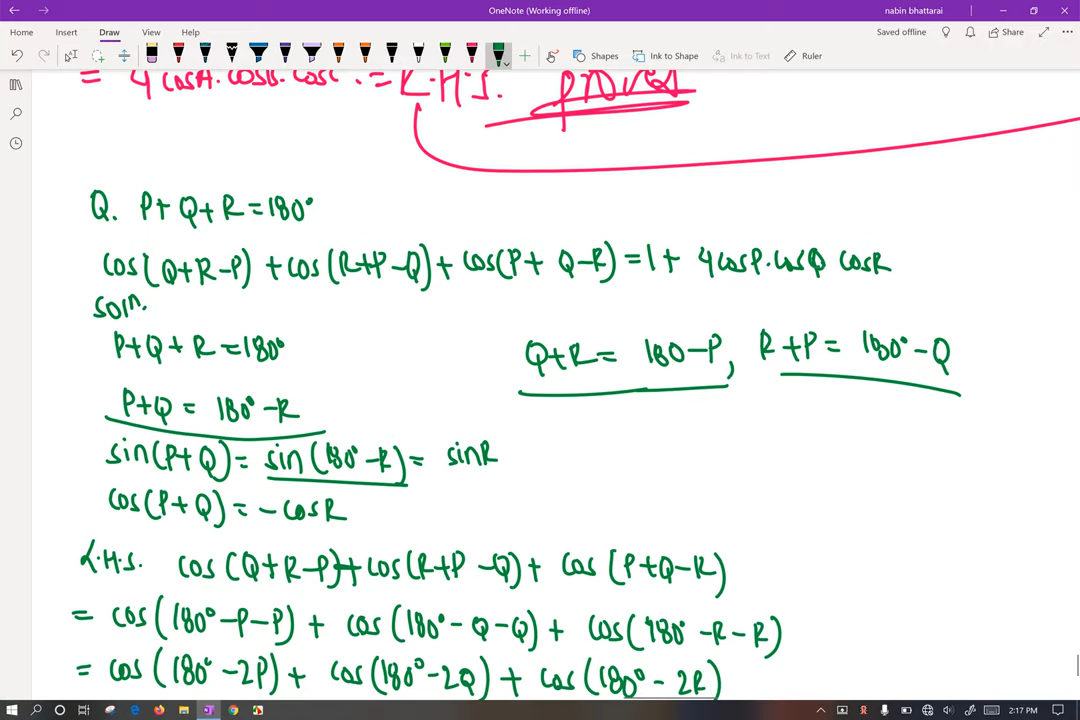 OneNote (Working offline)
nabin bhattarai
Home Insert Draw View Help
Saved offline Share
Shapes Ink to Shape Ink to Text Ruler
= 4 cosA. cosB. cosC. = R.H.S. proved
Q. P+Q+R=180°
cos(Q+R-P) +cos(R+P-Q)+cos(P+ Q-R)=1+ 4cosP.cosQ cosR
soln.
P+Q+R=180°
Q+R= 180-P, R+P= 180°-Q
P+Q= 180°-R
sin(P+Q)= sin(180°-R)= sinR
cos(P+Q)=-cosR
L.H.S. cos(Q+R-P)+cos(R+P-Q)+ cos(P+Q-R)
= cos(180°-P-P)+ cos(180°-Q-Q)+ cos(180°-R-R)
= cos(180°-2P)+ cos(180°-2Q)+ cos(180°-2R)
2:17 PM